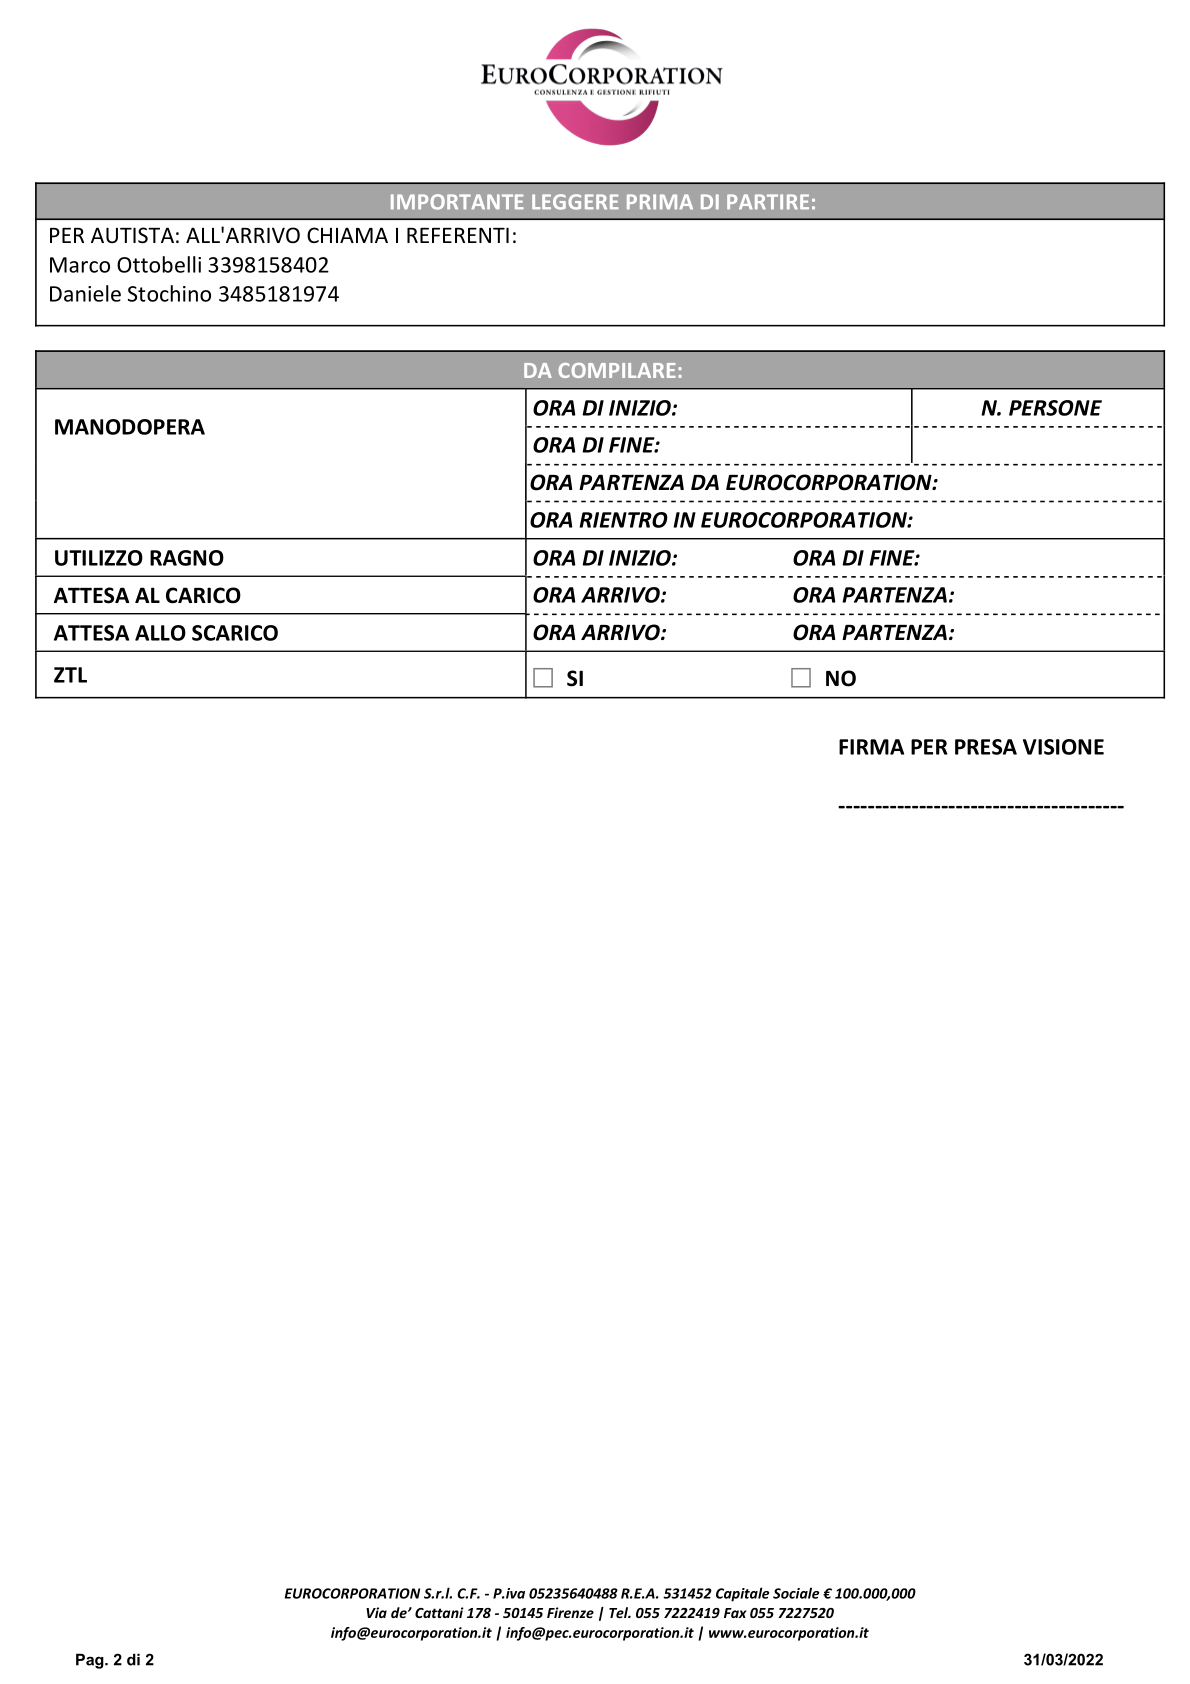 EUROCORPORATION
CONSULENZA E GESTIONE RIFIUTI
IMPORTANTE LEGGERE PRIMA DI PARTIRE:
PER AUTISTA: ALL'ARRIVO CHIAMA I REFERENTI:
Marco Ottobelli 3398158402
Daniele Stochino 3485181974
DA COMPILARE:
MANODOPERA
ORA DI INIZIO: N. PERSONE
ORA DI FINE:
ORA PARTENZA DA EUROCORPORATION:
ORA RIENTRO IN EUROCORPORATION:
UTILIZZO RAGNO ORA DI INIZIO: ORA DI FINE:
ATTESA AL CARICO ORA ARRIVO: ORA PARTENZA:
ATTESA ALLO SCARICO ORA ARRIVO: ORA PARTENZA:
ZTL SI NO
FIRMA PER PRESA VISIONE
---------------------------------------
EUROCORPORATION S.r.l. C.F. - P.iva 05235640488 R.E.A. 531452 Capitale Sociale € 100.000,000
Via de’ Cattani 178 - 50145 Firenze | Tel. 055 7222419 Fax 055 7227520
info@eurocorporation.it | info@pec.eurocorporation.it | www.eurocorporation.it
Pag. 2 di 2 31/03/2022